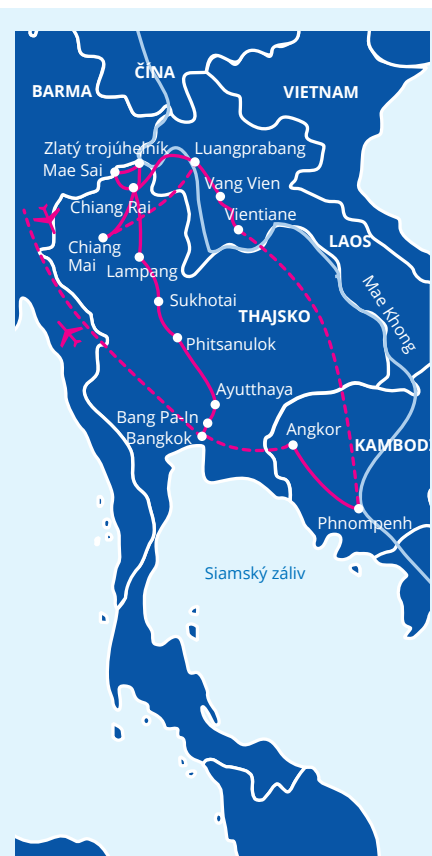 ČÍNA
BARMA
VIETNAM
Zlatý trojúhelník
Luangprabang
Mae Sai
Vang Vien
Chiang Rai
Vientiane
Chiang
Mai
LAOS
Lampang
Mae Khong
Sukhotai
THAJSKO
Phitsanulok
Ayutthaya
Bang Pa-In
Bangkok
Angkor
KAMBODŽ
Phnompenh
Siamský záliv